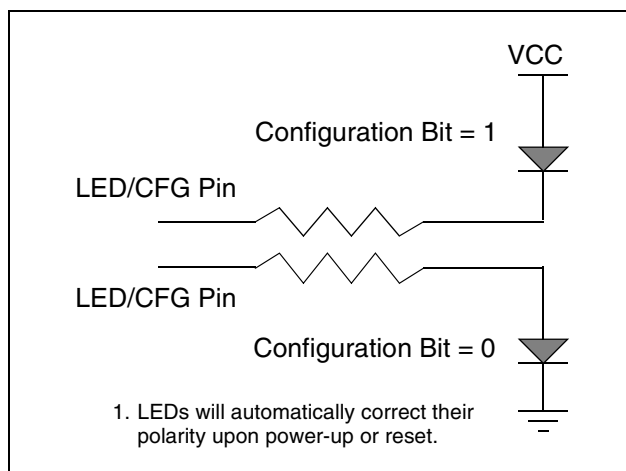 VCC
Configuration Bit = 1
LED/CFG Pin
LED/CFG Pin
Configuration Bit = 0
1. LEDs will automatically correct their
polarity upon power-up or reset.